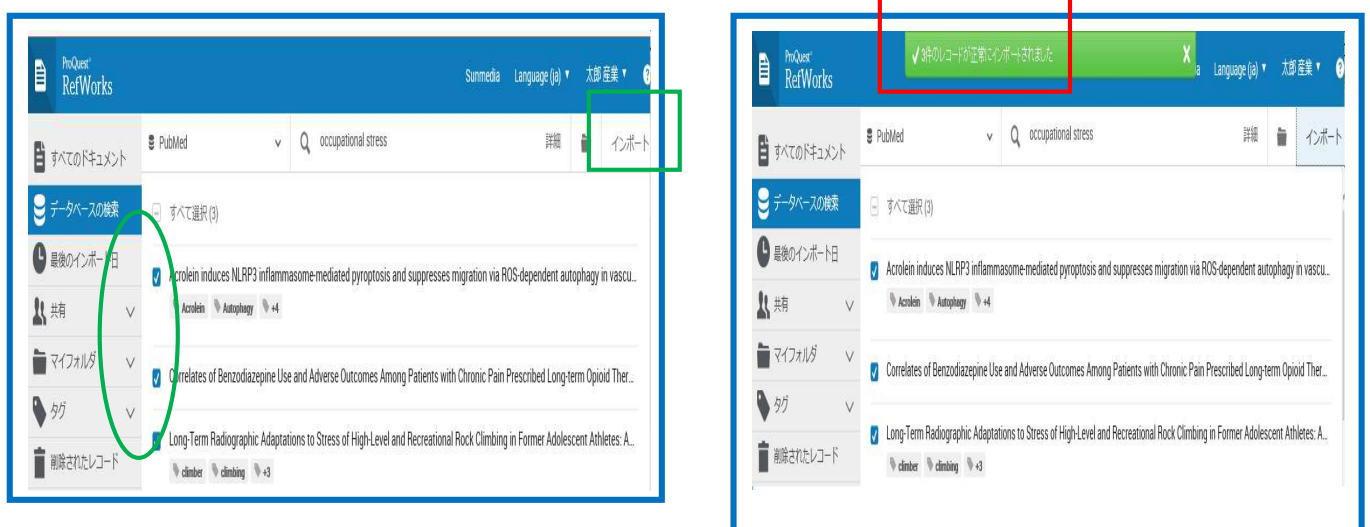 ProQuest®
RefWorks
Sunmedia Language (ja) ▾ 太郎 産業 ▾
すべてのドキュメント
PubMed
occupational stress
詳細
インポート
データベースの検索
すべて選択 (3)
最後のインポート日
Acrolein induces NLRP3 inflammasome-mediated pyroptosis and suppresses migration via ROS-dependent autophagy in vascu...
Acrolein Autophagy +4
共有
マイフォルダ
Correlates of Benzodiazepine Use and Adverse Outcomes Among Patients with Chronic Pain Prescribed Long-term Opioid Ther...
タグ
Long-Term Radiographic Adaptations to Stress of High-Level and Recreational Rock Climbing in Former Adolescent Athletes: A...
climber climbing +3
削除されたレコード
✓ 3件のレコードが正常にインポートされました X
ProQuest®
RefWorks
a Language (ja) ▾ 太郎 産業 ▾ ?
すべてのドキュメント
PubMed
occupational stress
詳細
インポート
データベースの検索
すべて選択 (3)
最後のインポート日
Acrolein induces NLRP3 inflammasome-mediated pyroptosis and suppresses migration via ROS-dependent autophagy in vascu...
Acrolein Autophagy +4
共有
マイフォルダ
Correlates of Benzodiazepine Use and Adverse Outcomes Among Patients with Chronic Pain Prescribed Long-term Opioid Ther...
タグ
Long-Term Radiographic Adaptations to Stress of High-Level and Recreational Rock Climbing in Former Adolescent Athletes: A...
climber climbing +3
削除されたレコード